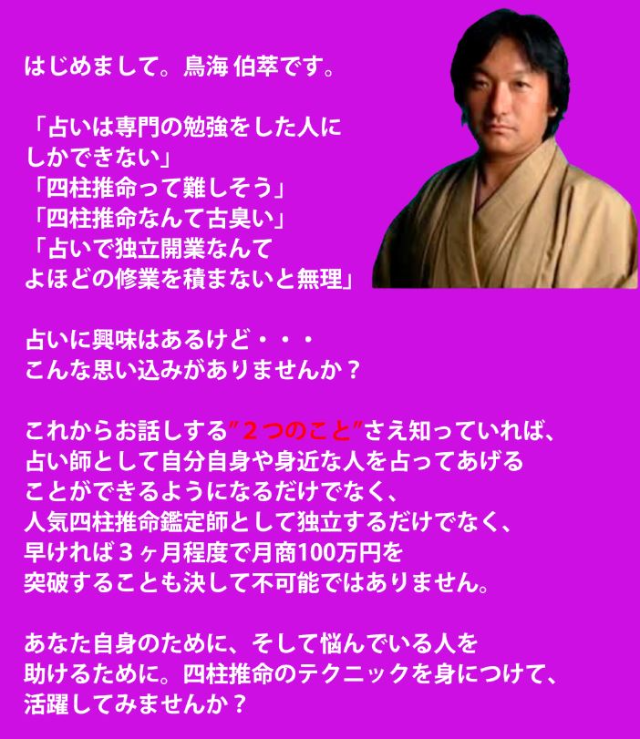 はじめまして。鳥海 伯萃です。
「占いは専門の勉強をした人に
しかできない」
「四柱推命って難しそう」
「四柱推命なんて古臭い」
「占いで独立開業なんて
よほどの修業を積まないと無理」
占いに興味はあるけど・・・
こんな思い込みがありませんか？
これからお話しする”２つのこと”さえ知っていれば、
占い師として自分自身や身近な人を占ってあげる
ことができるようになるだけでなく、
人気四柱推命鑑定師として独立するだけでなく、
早ければ３ヶ月程度で月商100万円を
突破することも決して不可能ではありません。
あなた自身のために、そして悩んでいる人を
助けるために。四柱推命のテクニックを身につけて、
活躍してみませんか？